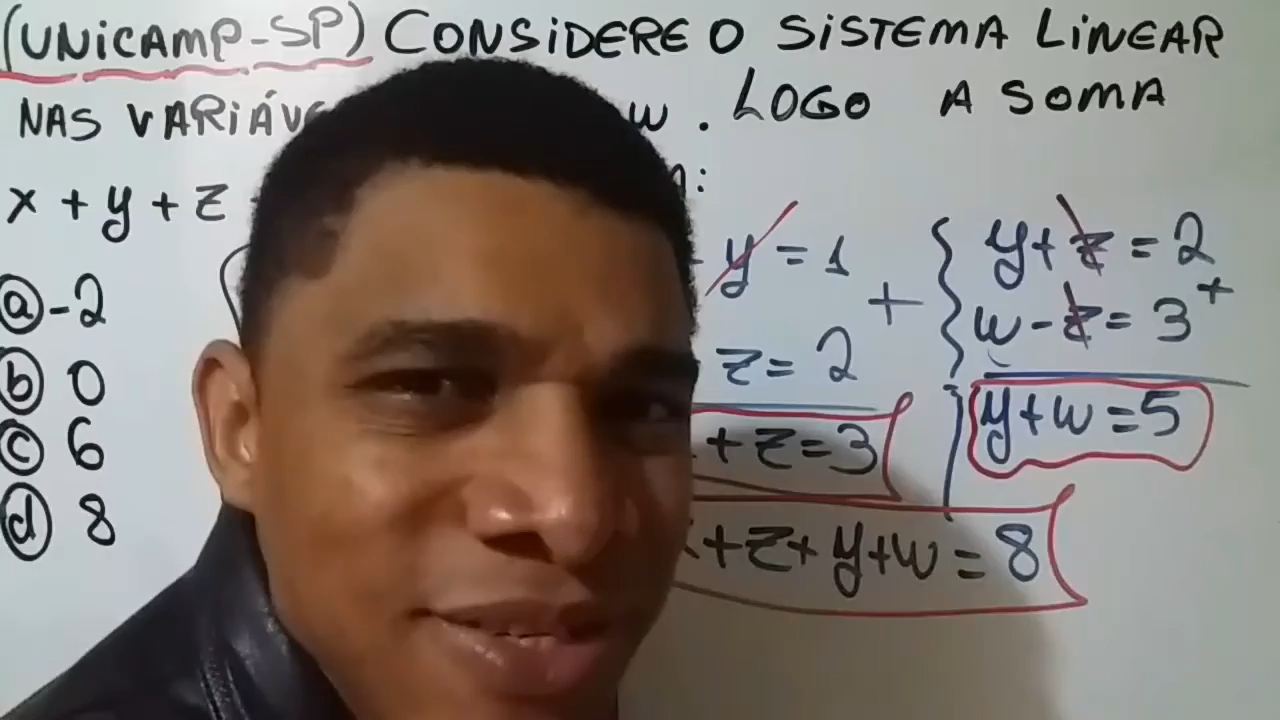 (UNICAMP-SP) CONSIDERE O SISTEMA LINEAR
NAS w. LOGO A SOMA
x + y + z
ⓐ -2
ⓑ 0
ⓒ 6
ⓓ 8
y = 1
z = 2
+ z = 3
+
y + z = 2
w - z = 3 +
y + w = 5
+ z + y + w = 8